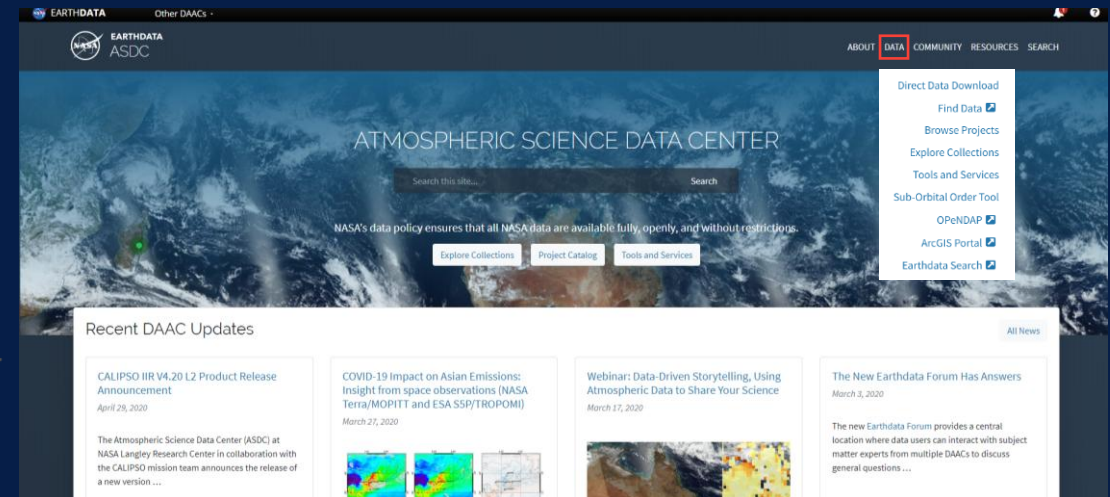 EARTHDATA Other DAACs
EARTHDATA
ASDC
ABOUT DATA COMMUNITY RESOURCES SEARCH
Direct Data Download
Find Data
Browse Projects
Explore Collections
Tools and Services
Sub-Orbital Order Tool
OPeNDAP
ArcGIS Portal
Earthdata Search
ATMOSPHERIC SCIENCE DATA CENTER
Search this site... Search
NASA's data policy ensures that all NASA data are available fully, openly, and without restrictions.
Explore Collections Project Catalog Tools and Services
Recent DAAC Updates
All News
CALIPSO IIR V4.20 L2 Product Release
Announcement
April 29, 2020
The Atmospheric Science Data Center (ASDC) at
NASA Langley Research Center in collaboration with
the CALIPSO mission team announces the release of
a new version ...
COVID-19 Impact on Asian Emissions:
Insight from space observations (NASA
Terra/MOPITT and ESA S5P/TROPOMI)
March 27, 2020
Webinar: Data-Driven Storytelling, Using
Atmospheric Data to Share Your Science
March 17, 2020
The New Earthdata Forum Has Answers
March 3, 2020
The new Earthdata Forum provides a central
location where data users can interact with subject
matter experts from multiple DAACs to discuss
general questions ...